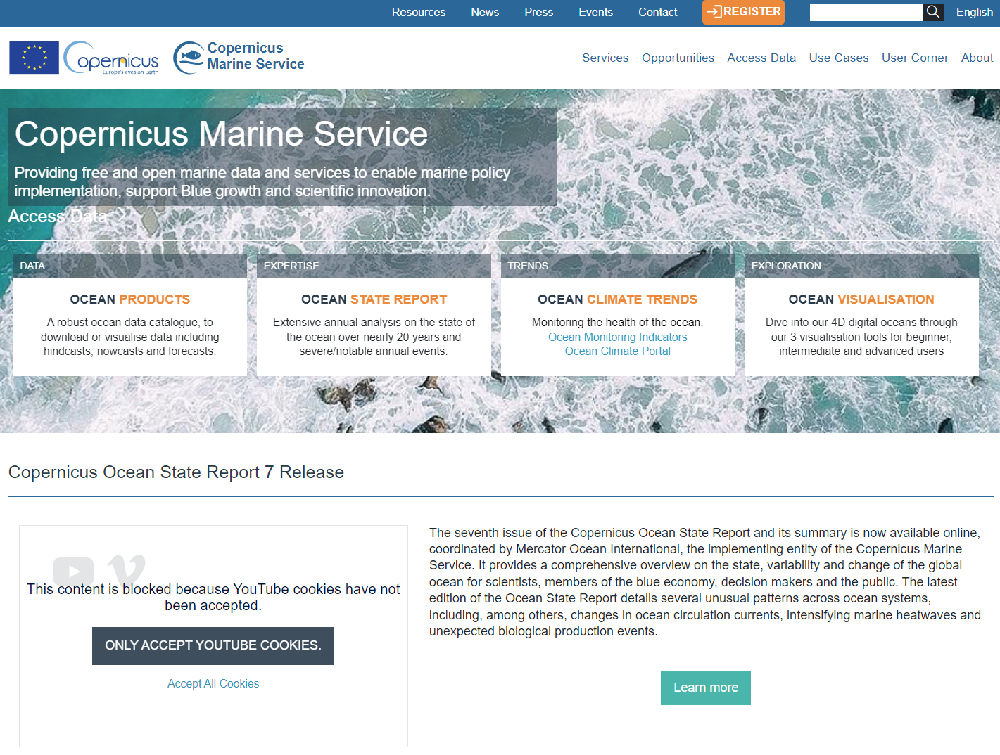 Resources News Press Events Contact REGISTER English
Copernicus
Europe's eyes on Earth
Copernicus
Marine Service
Services Opportunities Access Data Use Cases User Corner About
Copernicus Marine Service
Providing free and open marine data and services to enable marine policy
implementation, support Blue growth and scientific innovation.
Access Data
DATA
OCEAN PRODUCTS
A robust ocean data catalogue, to
download or visualise data including
hindcasts, nowcasts and forecasts.
EXPERTISE
OCEAN STATE REPORT
Extensive annual analysis on the state of
the ocean over nearly 20 years and
severe/notable annual events.
TRENDS
OCEAN CLIMATE TRENDS
Monitoring the health of the ocean.
Ocean Monitoring Indicators
Ocean Climate Portal
EXPLORATION
OCEAN VISUALISATION
Dive into our 4D digital oceans through
our 3 visualisation tools for beginner,
intermediate and advanced users
Copernicus Ocean State Report 7 Release
This content is blocked because YouTube cookies have not
been accepted.
ONLY ACCEPT YOUTUBE COOKIES.
Accept All Cookies
The seventh issue of the Copernicus Ocean State Report and its summary is now available online,
coordinated by Mercator Ocean International, the implementing entity of the Copernicus Marine
Service. It provides a comprehensive overview on the state, variability and change of the global
ocean for scientists, members of the blue economy, decision makers and the public. The latest
edition of the Ocean State Report details several unusual patterns across ocean systems,
including, among others, changes in ocean circulation currents, intensifying marine heatwaves and
unexpected biological production events.
Learn more